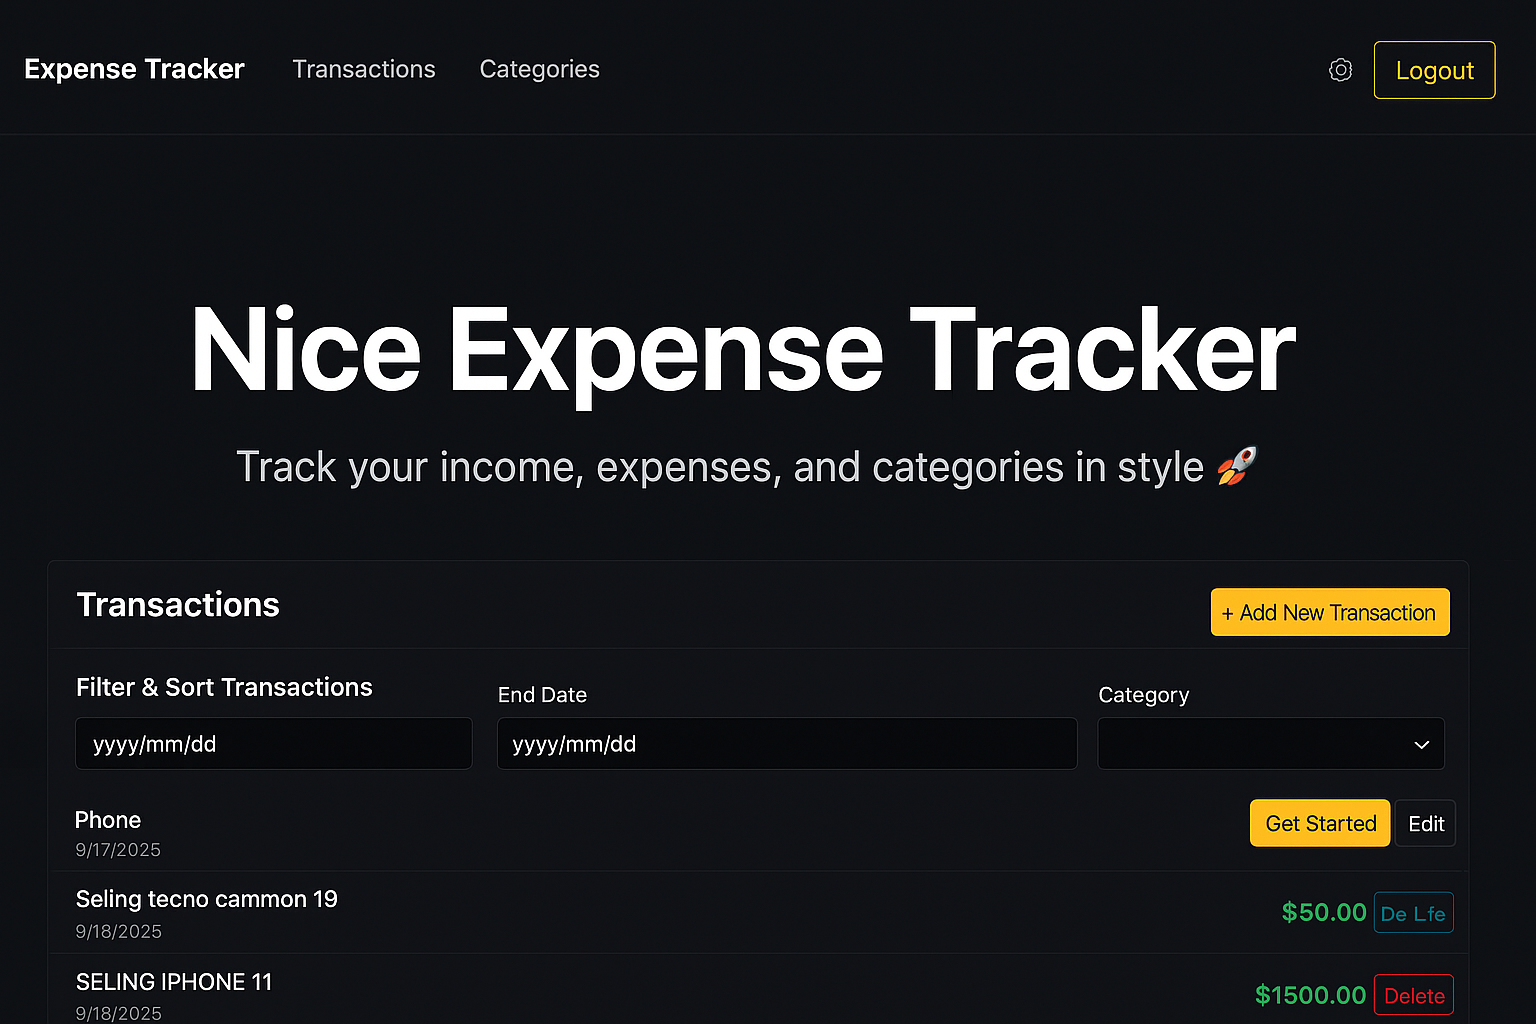 Expense Tracker Transactions Categories Logout
Nice Expense Tracker
Track your income, expenses, and categories in style 🚀
Transactions + Add New Transaction
Filter & Sort Transactions End Date Category
yyyy/mm/dd yyyy/mm/dd
Phone Get Started Edit
9/17/2025
Seling tecno cammon 19 $50.00 De Lfe
9/18/2025
SELING IPHONE 11 $1500.00 Delete
9/18/2025